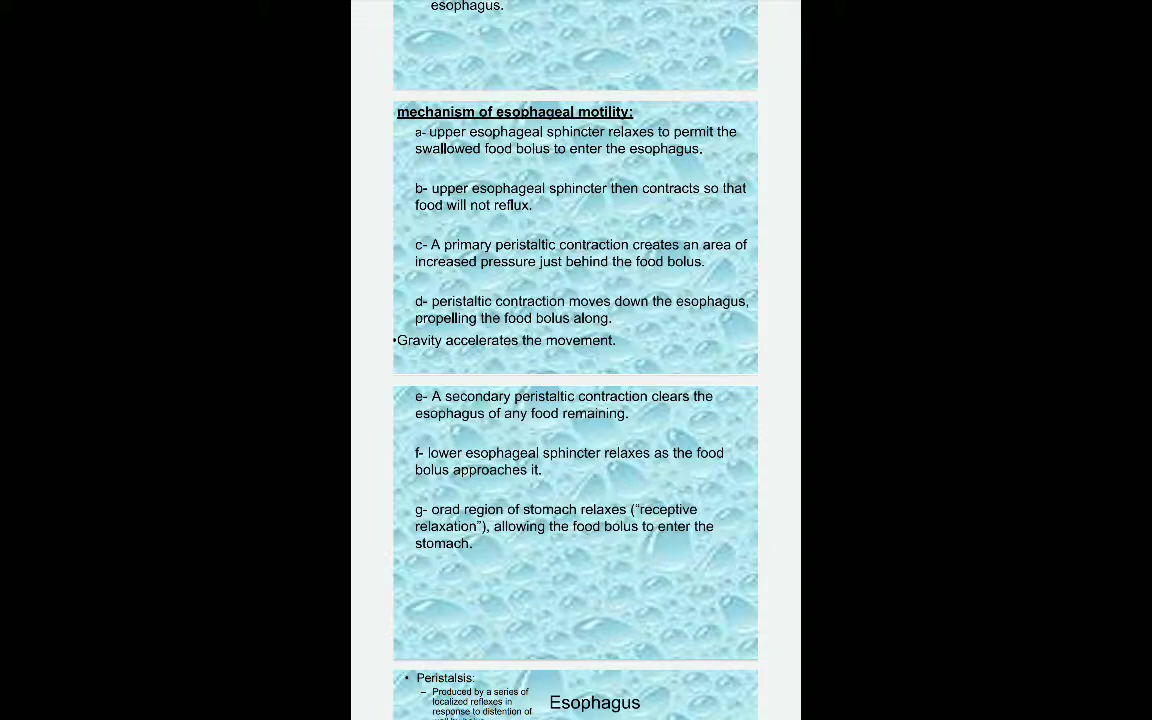 esophagus.
mechanism of esophageal motility:
a- upper esophageal sphincter relaxes to permit the
swallowed food bolus to enter the esophagus.
b- upper esophageal sphincter then contracts so that
food will not reflux.
c- A primary peristaltic contraction creates an area of
increased pressure just behind the food bolus.
d- peristaltic contraction moves down the esophagus,
propelling the food bolus along.
•Gravity accelerates the movement.
e- A secondary peristaltic contraction clears the
esophagus of any food remaining.
f- lower esophageal sphincter relaxes as the food
bolus approaches it.
g- orad region of stomach relaxes (“receptive
relaxation”), allowing the food bolus to enter the
stomach.
• Peristalsis:
– Produced by a series of
localized reflexes in
response to distention of
Esophagus